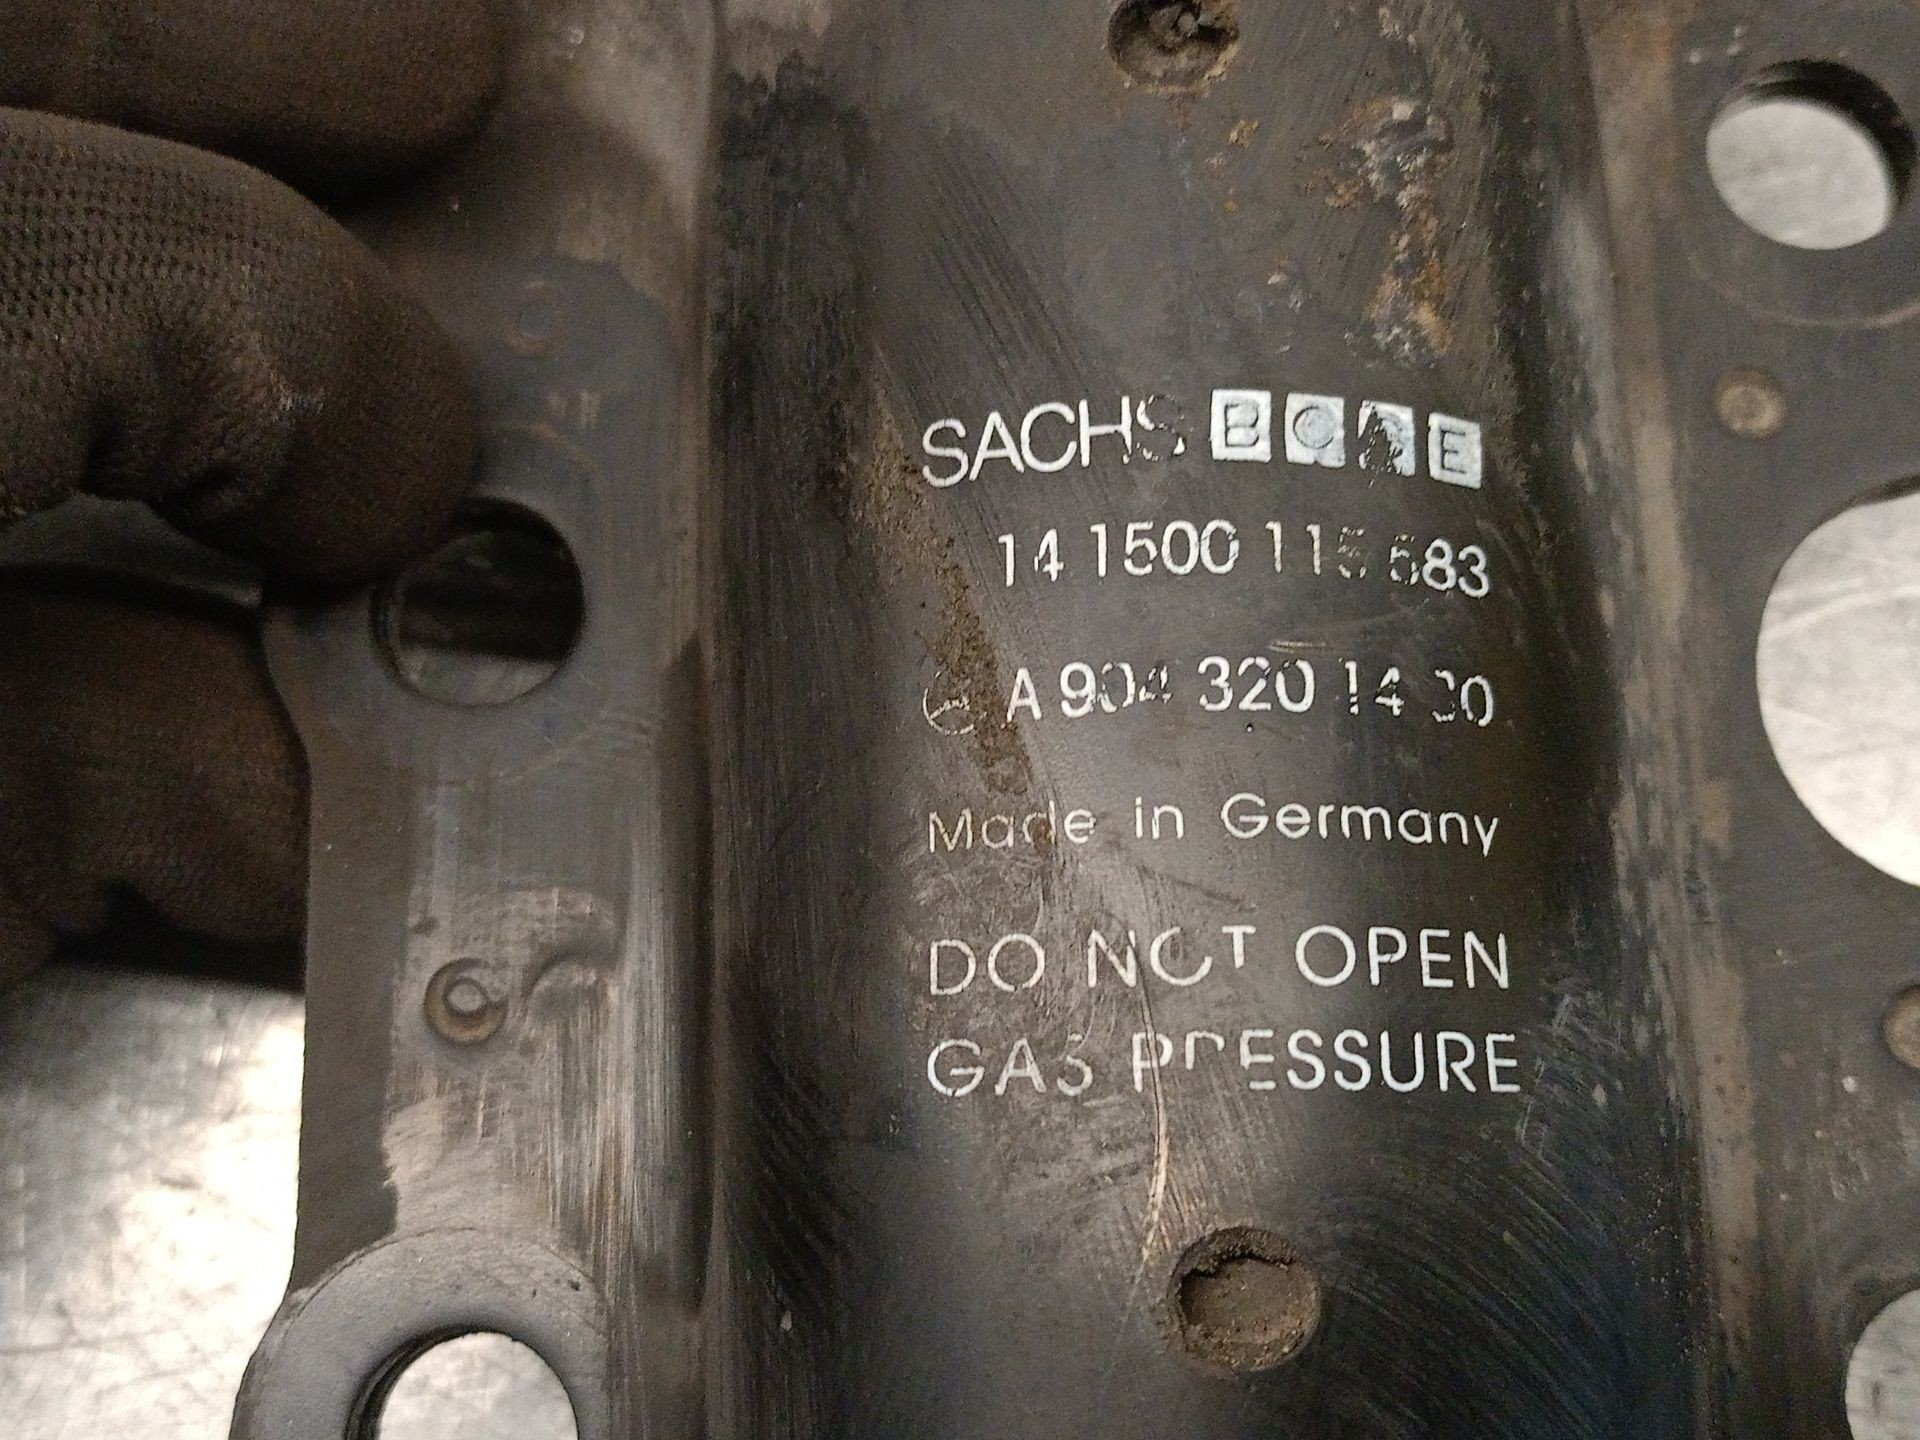 SACHS BOGE
14 1500 115 583
A 904 320 14 30
Made in Germany
DO NOT OPEN
GAS PRESSURE